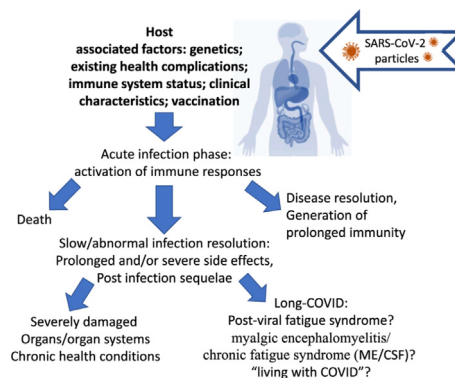 Host
associated factors: genetics;
existing health complications;
immune system status; clinical
characteristics; vaccination
SARS-CoV-2
particles
Acute infection phase:
activation of immune responses
Death
Disease resolution,
Generation of
prolonged immunity
Slow/abnormal infection resolution:
Prolonged and/or severe side effects,
Post infection sequelae
Severely damaged
Organs/organ systems
Chronic health conditions
Long-COVID:
Post-viral fatigue syndrome?
myalgic encephalomyelitis/
chronic fatigue syndrome (ME/CSF)?
"living with COVID"?